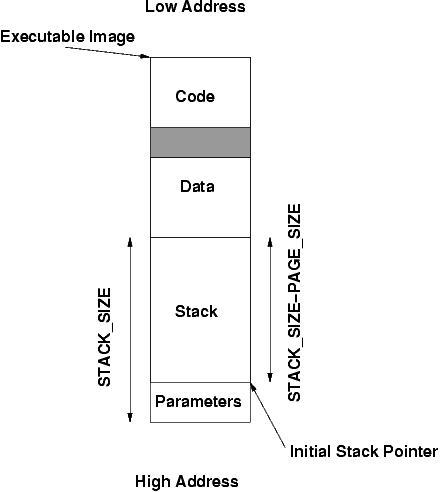 Low Address
Executable Image
Code
Data
STACK_SIZE
STACK_SIZE-PAGE_SIZE
Stack
Parameters
Initial Stack Pointer
High Address